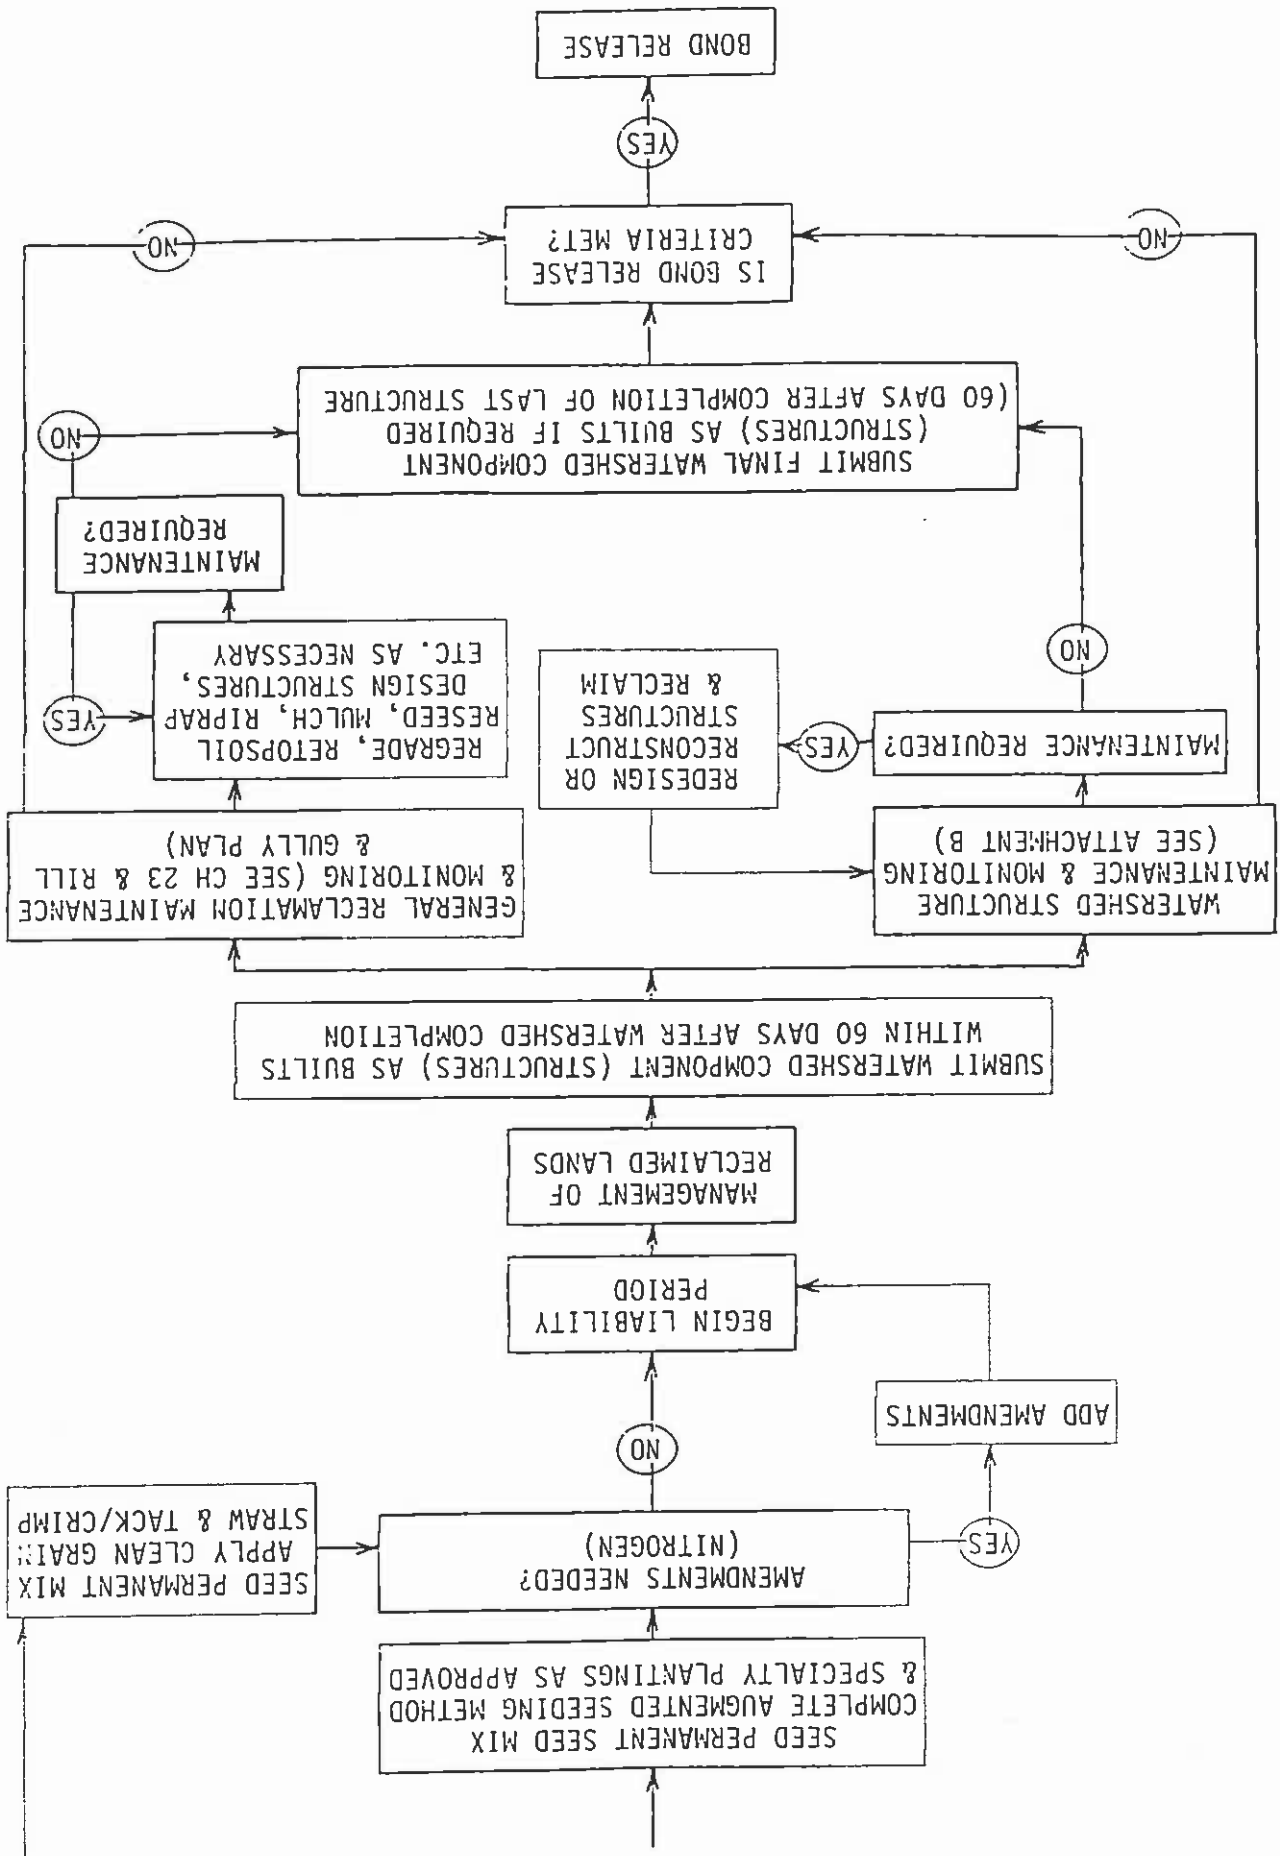 SEED PERMANENT SEED MIX
COMPLETE AUGMENTED SEEDING METHOD
& SPECIALTY PLANTINGS AS APPROVED
SEED PERMANENT MIX
APPLY CLEAN GRAIN
STRAW & TACK/CRIMP
AMENDMENTS NEEDED?
(NITROGEN)
YES
NO
ADD AMENDMENTS
BEGIN LIABILITY
PERIOD
MANAGEMENT OF
RECLAIMED LANDS
SUBMIT WATERSHED COMPONENT (STRUCTURES) AS BUILTS
WITHIN 60 DAYS AFTER WATERSHED COMPLETION
WATERSHED STRUCTURE
MAINTENANCE & MONITORING
(SEE ATTACHMENT B)
GENERAL RECLAMATION MAINTENANCE
& MONITORING (SEE CH 23 & RILL
& GULLY PLAN)
MAINTENANCE REQUIRED?
YES
REDESIGN OR
RECONSTRUCT
STRUCTURES
& RECLAIM
REGRADE, RETOPSOIL
RESEED, MULCH, RIPRAP
DESIGN STRUCTURES,
ETC. AS NECESSARY
YES
NO
MAINTENANCE
REQUIRED?
NO
SUBMIT FINAL WATERSHED COMPONENT
(STRUCTURES) AS BUILTS IF REQUIRED
(60 DAYS AFTER COMPLETION OF LAST STRUCTURE
NO
IS BOND RELEASE
CRITERIA MET?
NO
YES
BOND RELEASE